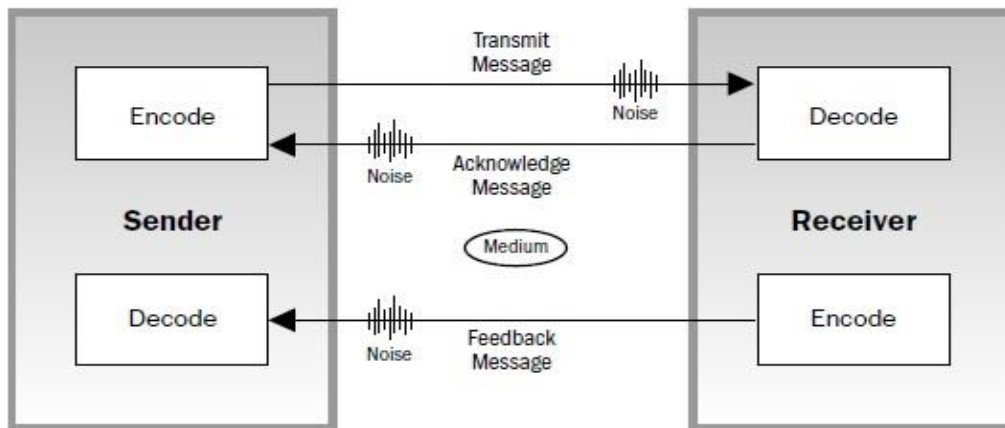 Transmit
Message
Encode
Noise
Decode
Noise
Acknowledge
Message
Sender
Medium
Receiver
Decode
Noise
Feedback
Message
Encode